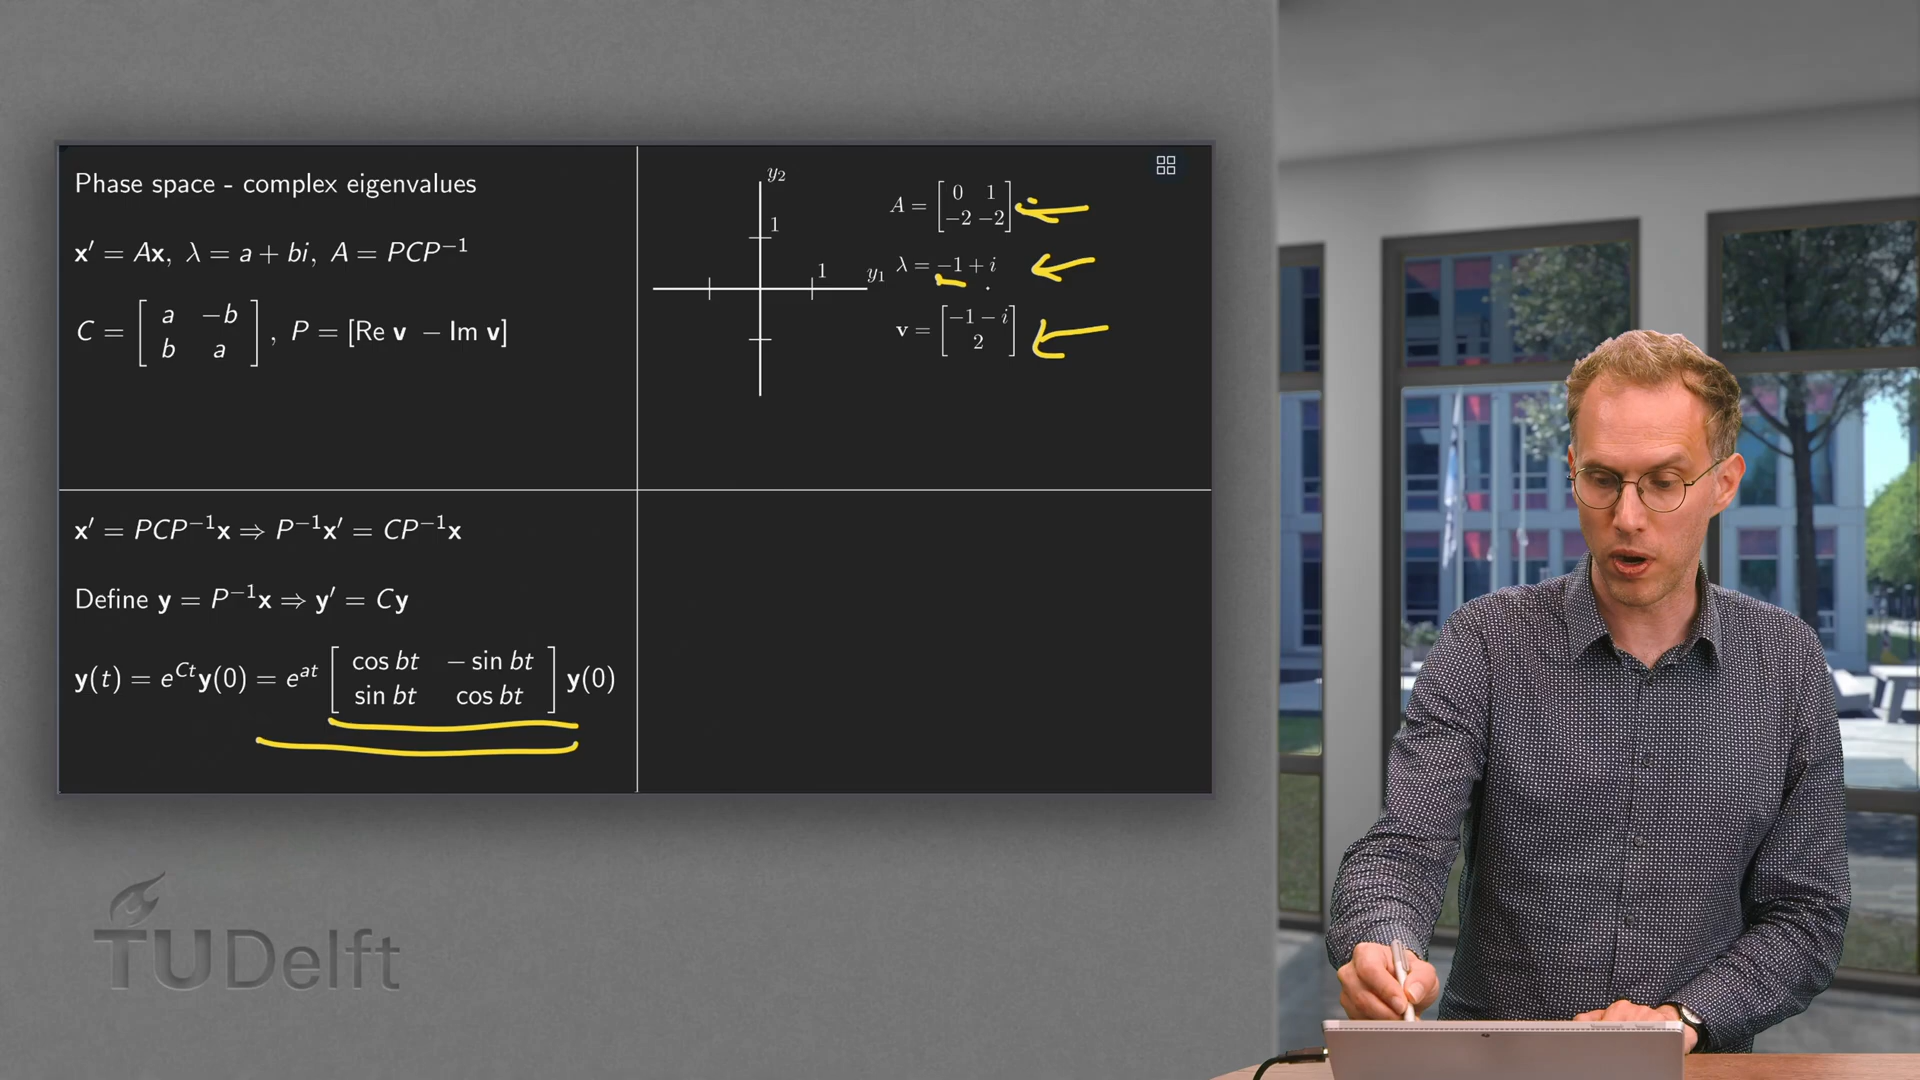 Phase space - complex eigenvalues
x′ = Ax, λ = a + bi, A = PCP⁻¹
C = [ a −b ; b a ], P = [Re v − Im v]
y₂
1
1
y₁
A = [ 0 1 ; −2 −2 ]
λ = −1 + i
v = [ −1 − i ; 2 ]
x′ = PCP⁻¹x ⇒ P⁻¹x′ = CP⁻¹x
Define y = P⁻¹x ⇒ y′ = Cy
y(t) = e^{Ct}y(0) = e^{at} [ cos bt − sin bt ; sin bt cos bt ] y(0)
TUDelft